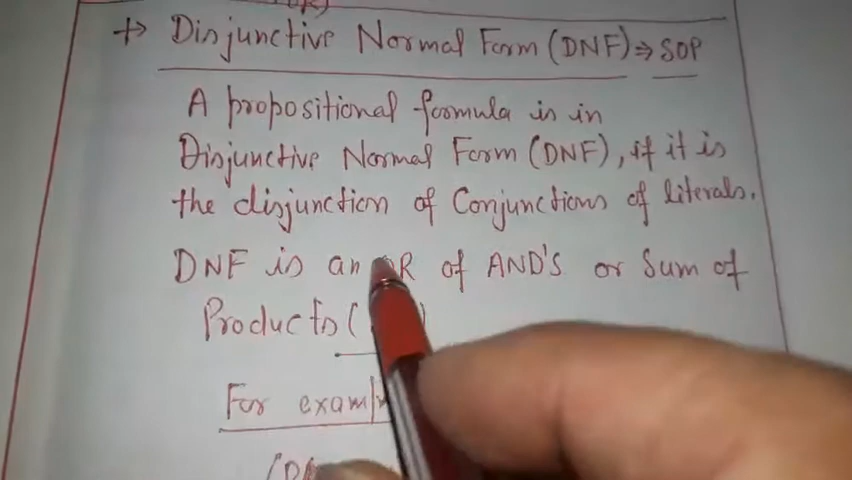 +> Disjunctive Normal Form (DNF) => SOP
A propositional formula is in
Disjunctive Normal Form (DNF), if it is
the disjunction of Conjunctions of literals.
DNF is an OR of AND'S or Sum of
Products (
For